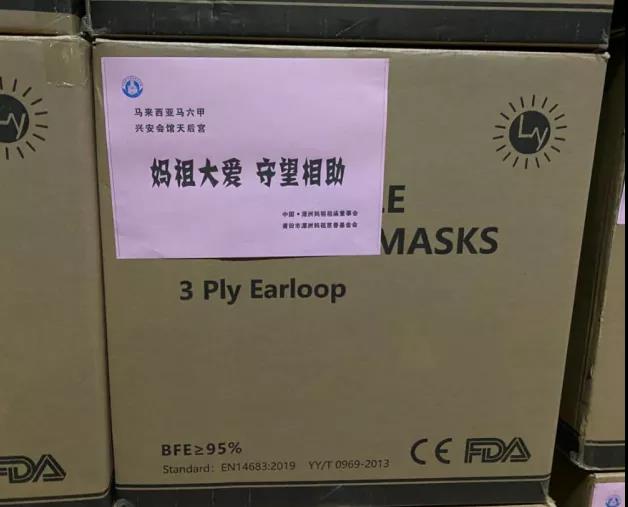 马来西亚马六甲
兴安会馆天后宫
妈祖大爱 守望相助
中国·湄洲妈祖祖庙董事会
莆田市湄洲妈祖慈善基金会
Ly
Ly
LE
MASKS
3 Ply Earloop
BFE≥95%
Standard: EN14683:2019 YY/T 0969-2013
CE FDA
FDA